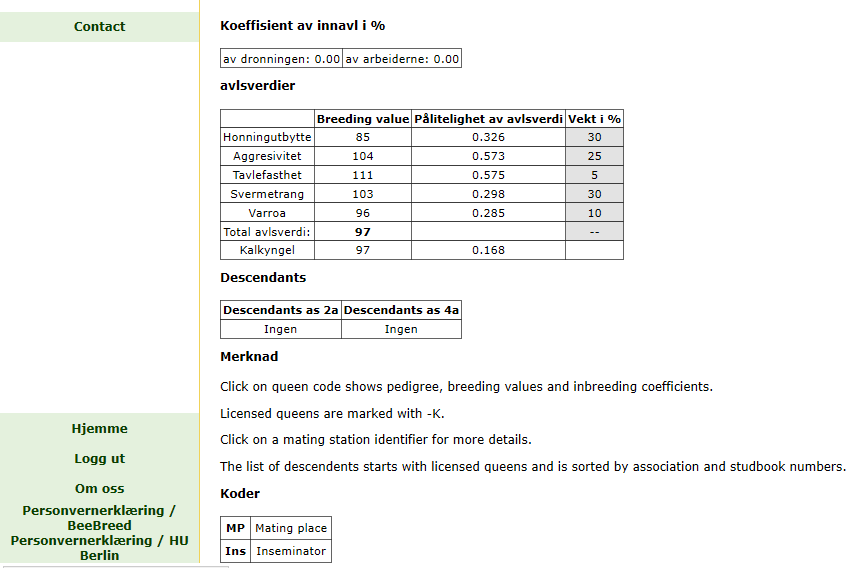 Contact
Hjemme
Logg ut
Om oss
Personvernerklæring /
BeeBreed
Personvernerklæring / HU
Berlin
Koeffisient av innavl i %
av dronningen: 0.00 av arbeiderne: 0.00
avlsverdier
Breeding value Pålitelighet av avlsverdi Vekt i %
Honningutbytte 85 0.326 30
Aggresivitet 104 0.573 25
Tavlefasthet 111 0.575 5
Svermetrang 103 0.298 30
Varroa 96 0.285 10
Total avlsverdi: 97 --
Kalkyngel 97 0.168
Descendants
Descendants as 2a Descendants as 4a
Ingen Ingen
Merknad
Click on queen code shows pedigree, breeding values and inbreeding coefficients.
Licensed queens are marked with -K.
Click on a mating station identifier for more details.
The list of descendents starts with licensed queens and is sorted by association and studbook numbers.
Koder
MP Mating place
Ins Inseminator